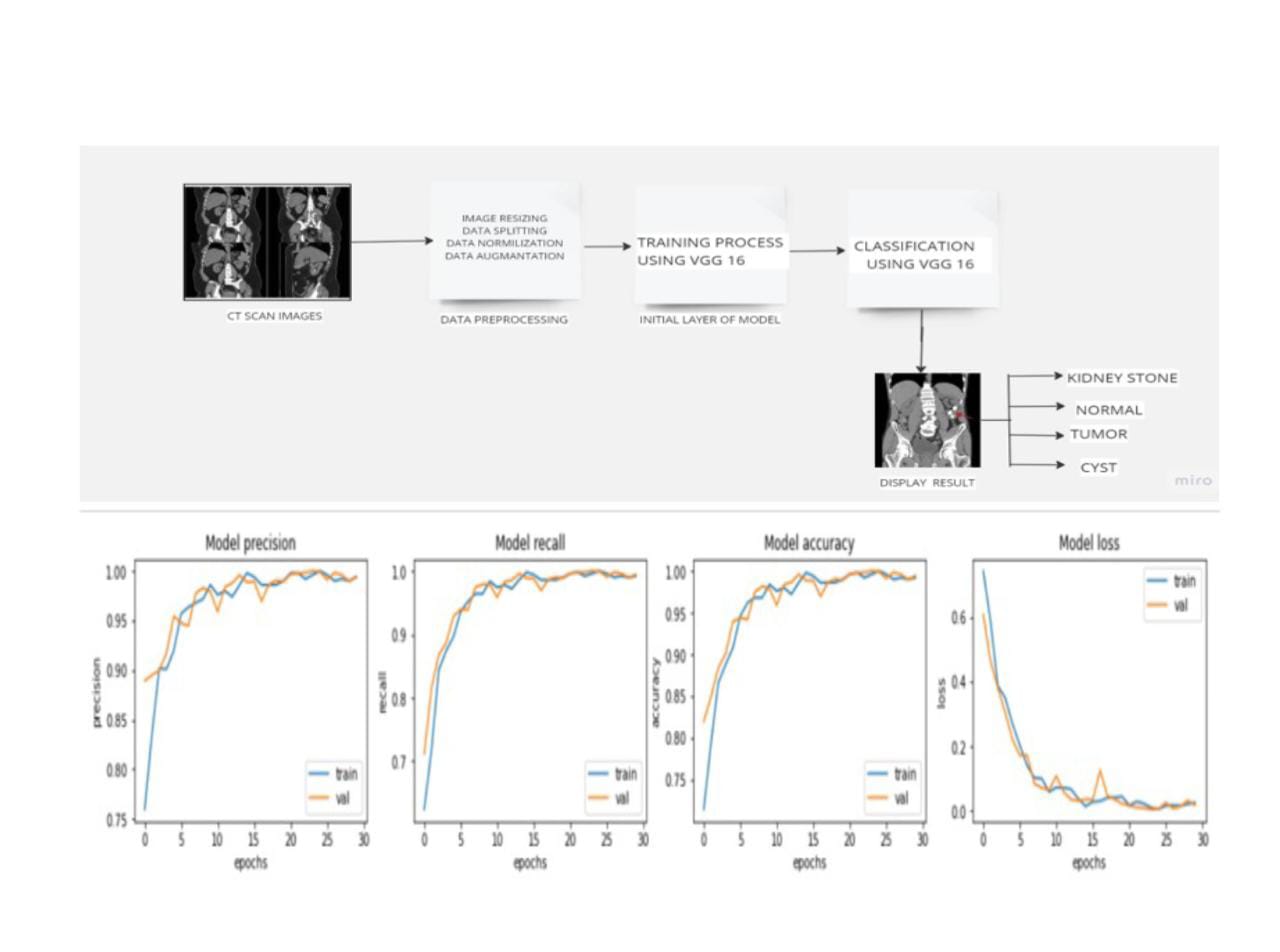 IMAGE RESIZING
DATA SPLITTING
DATA NORMILIZATION
DATA AUGMANTATION
TRAINING PROCESS
USING VGG 16
CLASSIFICATION
USING VGG 16
CT SCAN IMAGES
DATA PREPROCESSING
INITIAL LAYER OF MODEL
KIDNEY STONE
NORMAL
TUMOR
CYST
DISPLAY RESULT
miro
Model precision
precision
1.00
0.95
0.90
0.85
0.80
0.75
train
val
0 5 10 15 20 25 30
epochs
Model recall
recall
1.0
0.9
0.8
0.7
train
val
0 5 10 15 20 25 30
epochs
Model accuracy
accuracy
1.00
0.95
0.90
0.85
0.80
0.75
train
val
0 5 10 15 20 25 30
epochs
Model loss
loss
train
val
0.6
0.4
0.2
0.0
0 5 10 15 20 25 30
epochs